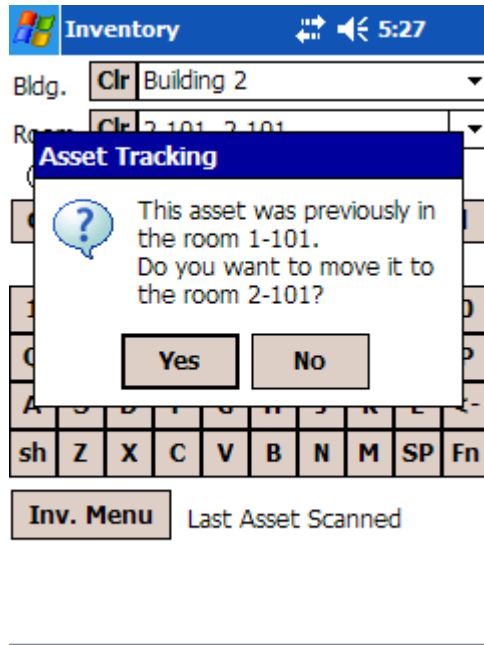 Inventory 5:27
Bldg. Clr Building 2
Clr 2-101 2-101
Asset Tracking
This asset was previously in
the room 1-101.
Do you want to move it to
the room 2-101?
Yes No
sh Z X C V B N M SP Fn
Inv. Menu Last Asset Scanned